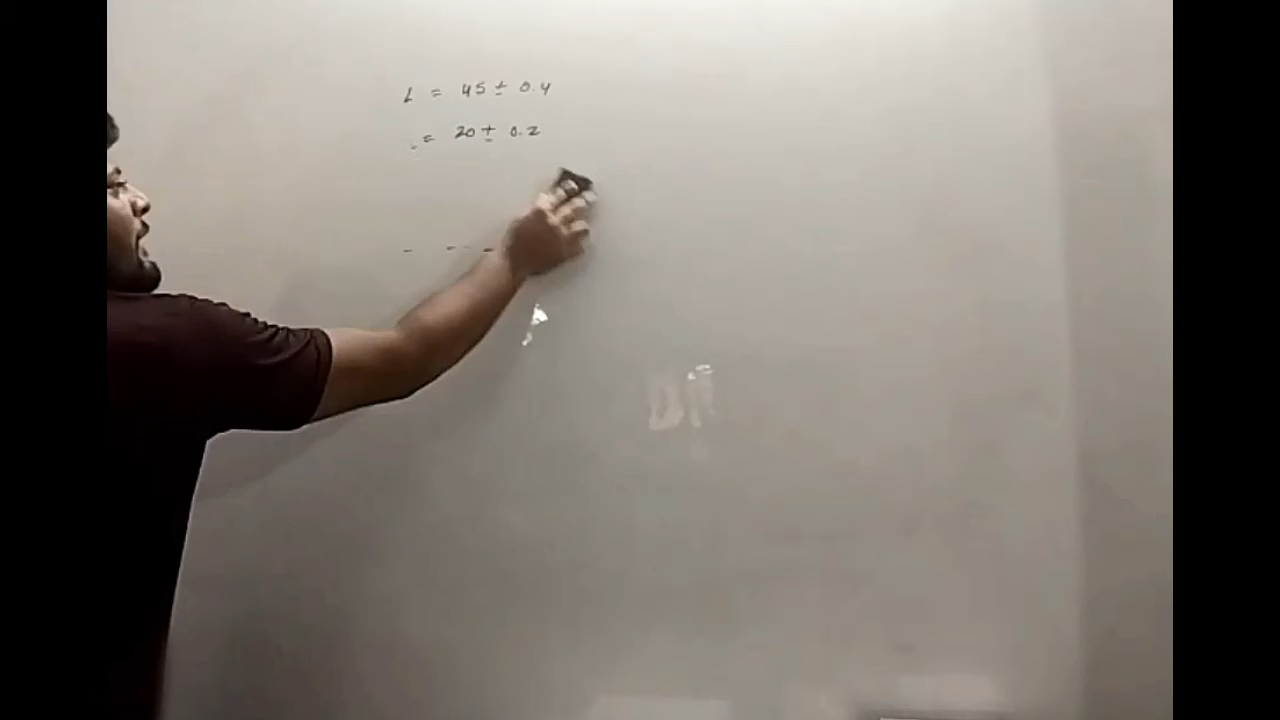 L = 45 ± 0.4
= 20 ± 0.2